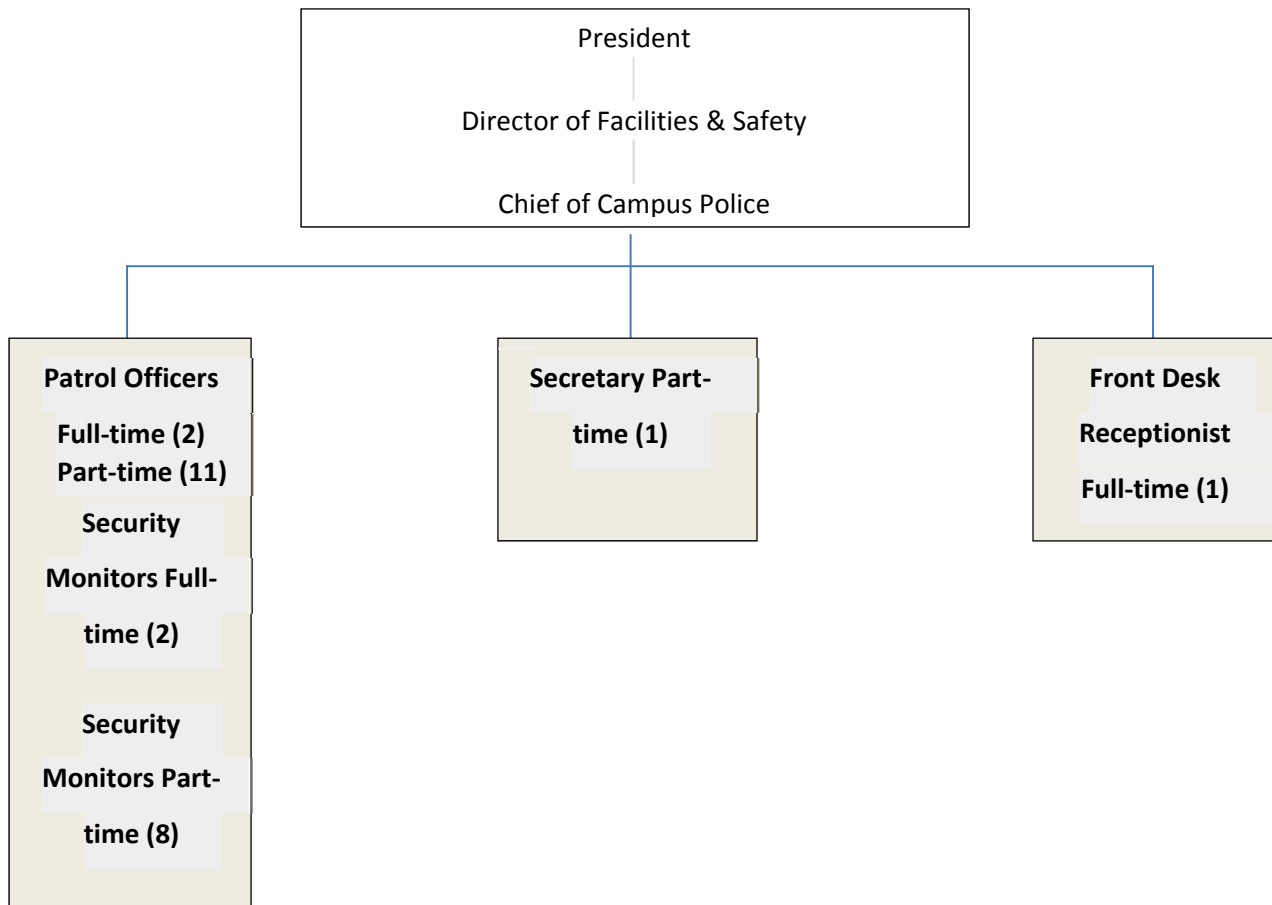 President
Director of Facilities & Safety
Chief of Campus Police
Patrol Officers
Full-time (2)
Part-time (11)
Security
Monitors Full-
time (2)
Security
Monitors Part-
time (8)
Secretary Part-
time (1)
Front Desk
Receptionist
Full-time (1)